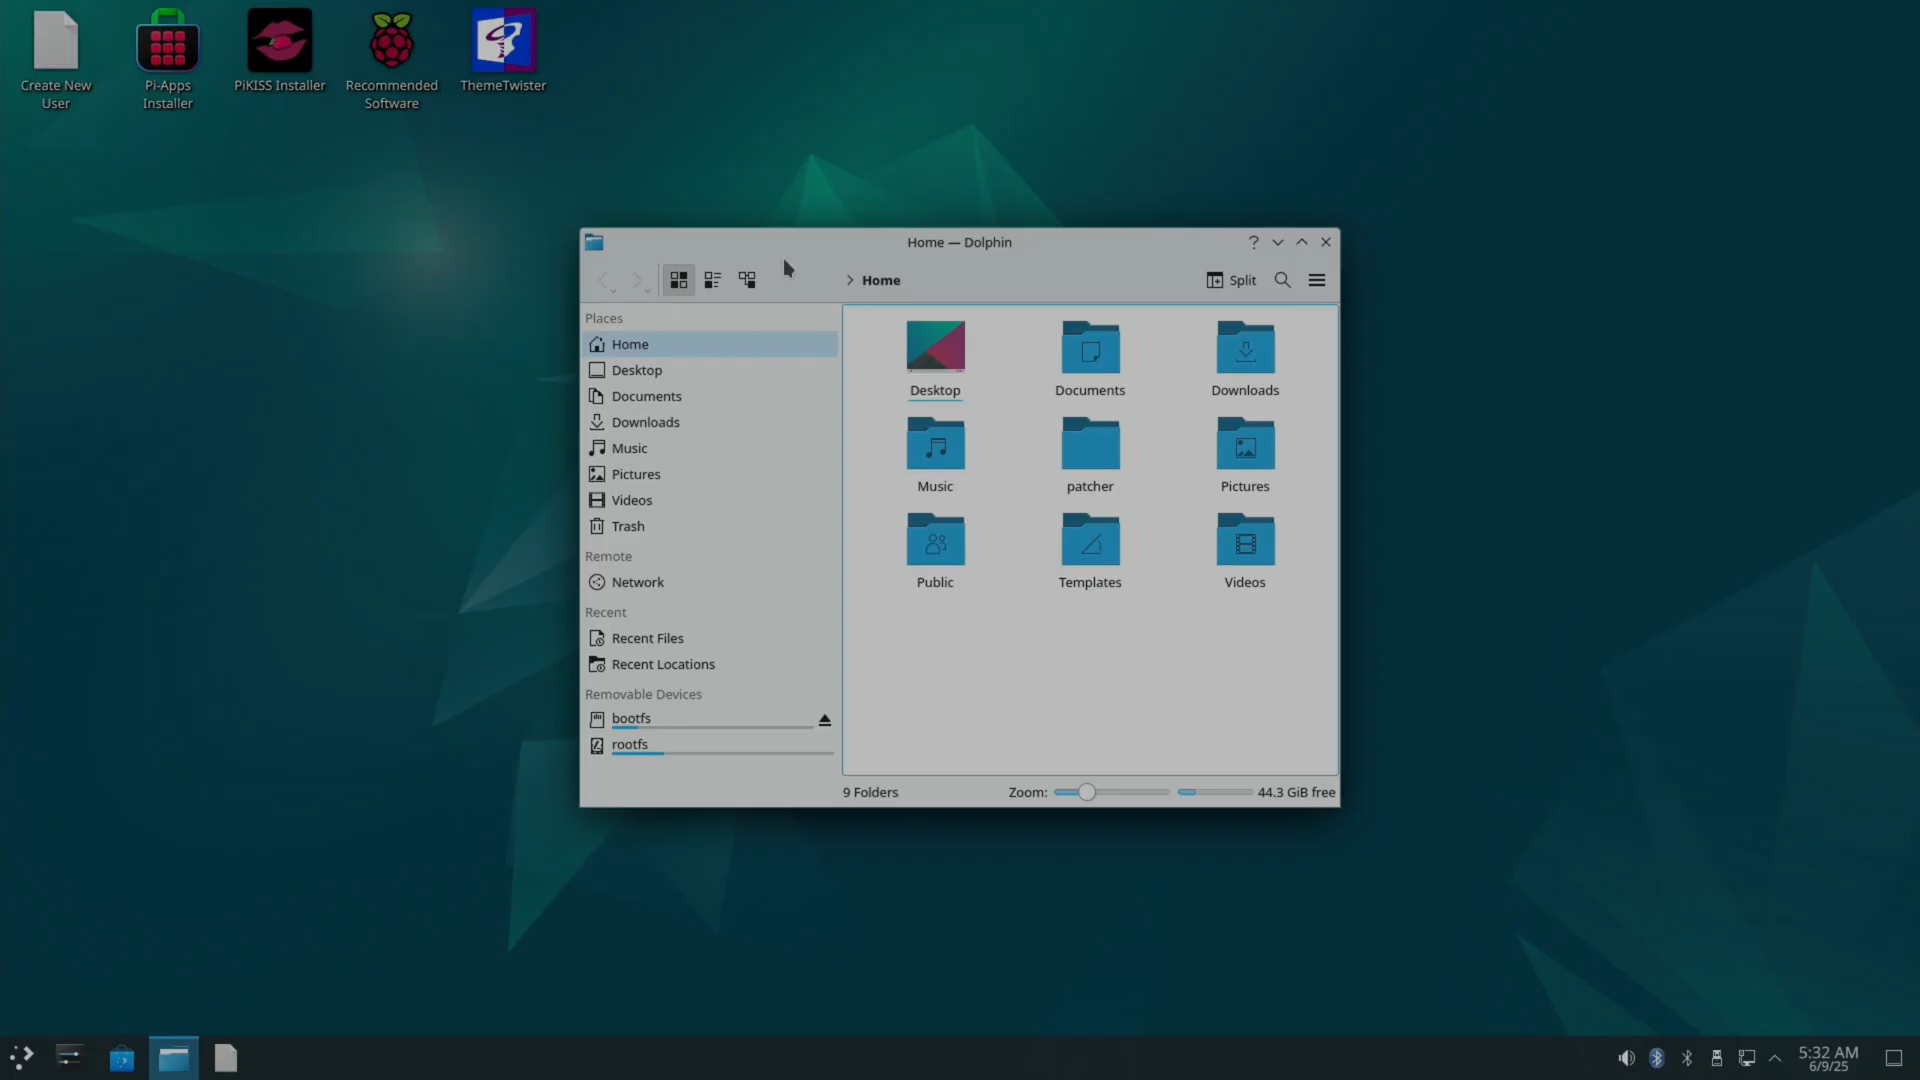 Create New
User
Pi-Apps
Installer
PiKISS Installer
Recommended
Software
ThemeTwister
Home — Dolphin
Home
Split
Places
Home
Desktop
Documents
Downloads
Music
Pictures
Videos
Trash
Remote
Network
Recent
Recent Files
Recent Locations
Removable Devices
bootfs
rootfs
Desktop
Documents
Downloads
Music
patcher
Pictures
Public
Templates
Videos
9 Folders
Zoom:
44.3 GiB free
5:32 AM
6/9/25